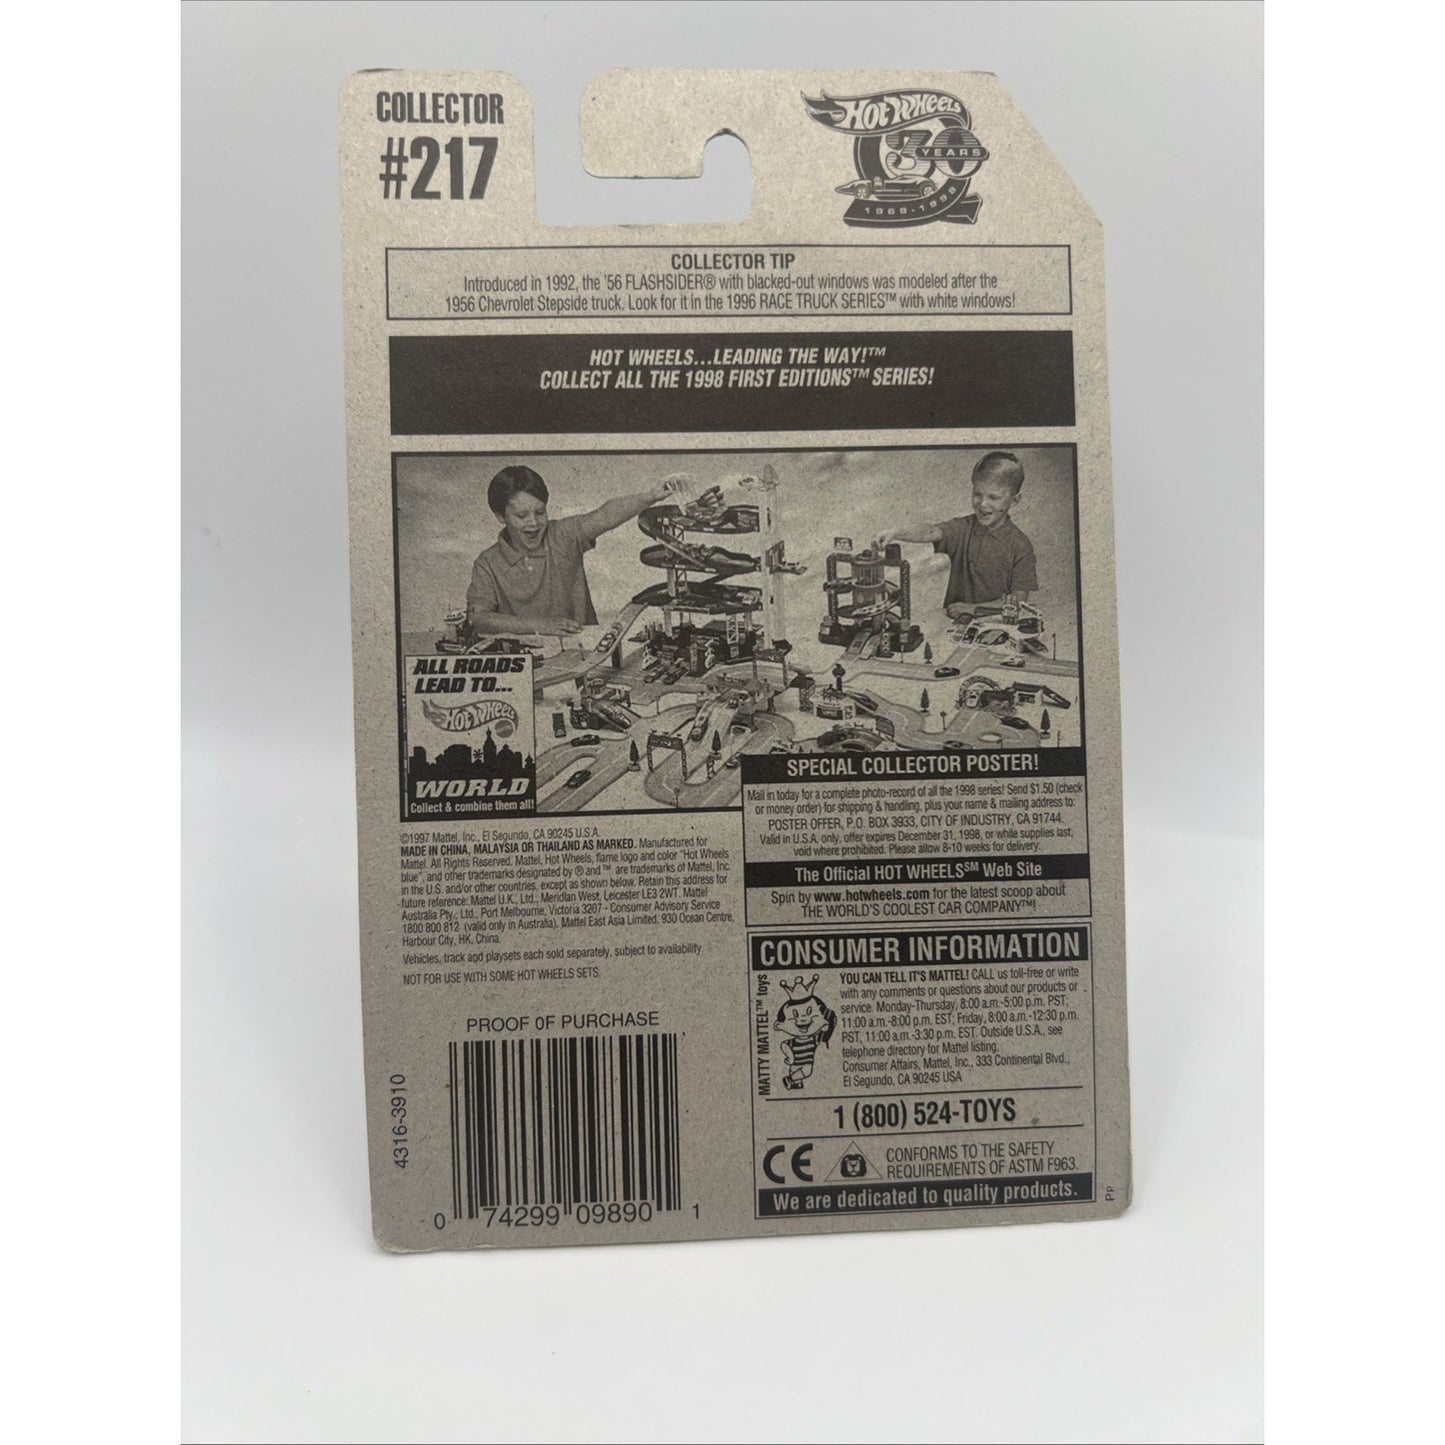 COLLECTOR
#217
HOT WHEELS
30
YEARS
1968-1998
COLLECTOR TIP
Introduced in 1992, the '56 FLASHSIDER® with blacked-out windows was modeled after the
1956 Chevrolet Stepside truck. Look for it in the 1996 RACE TRUCK SERIES™ with white windows!
HOT WHEELS...LEADING THE WAY!™
COLLECT ALL THE 1998 FIRST EDITIONS™ SERIES!
ALL ROADS
LEAD TO...
HOT WHEELS
WORLD
Collect & combine them all!
SPECIAL COLLECTOR POSTER!
Mail in today for a complete photo-record of all the 1998 series! Send $1.50 (check
or money order) for shipping & handling, plus your name & mailing address to:
POSTER OFFER, P.O. BOX 3933, CITY OF INDUSTRY, CA 91744.
Valid in U.S.A. only, offer expires December 31, 1998, or while supplies last,
void where prohibited. Please allow 8-10 weeks for delivery.
The Official HOT WHEELS℠ Web Site
Spin by www.hotwheels.com for the latest scoop about
THE WORLD'S COOLEST CAR COMPANY™!
©1997 Mattel, Inc., El Segundo, CA 90245 U.S.A.
MADE IN CHINA, MALAYSIA OR THAILAND AS MARKED. Manufactured for
Mattel. All Rights Reserved. Mattel, Hot Wheels, flame logo and color "Hot Wheels
blue", and other trademarks designated by ® and ™ are trademarks of Mattel, Inc.
in the U.S. and/or other countries, except as shown below. Retain this address for
future reference: Mattel U.K., Ltd., Meridian West, Leicester LE3 2WT. Mattel
Australia Pty., Ltd., Port Melbourne, Victoria 3207 - Consumer Advisory Service
1800 800 812 (valid only in Australia). Mattel East Asia Limited, 930 Ocean Centre,
Harbour City, HK, China.
Vehicles, track and playsets each sold separately, subject to availability.
NOT FOR USE WITH SOME HOT WHEELS SETS.
PROOF OF PURCHASE
4316-3910
0 74299 09890 1
CONSUMER INFORMATION
MATTY MATTEL™ toys
YOU CAN TELL IT'S MATTEL! CALL us toll-free or write
with any comments or questions about our products or
service. Monday-Thursday, 8:00 a.m.-5:00 p.m. PST;
11:00 a.m.-8:00 p.m. EST; Friday, 8:00 a.m.-12:30 p.m.
PST, 11:00 a.m.-3:30 p.m. EST. Outside U.S.A., see
telephone directory for Mattel listing.
Consumer Affairs, Mattel, Inc., 333 Continental Blvd.,
El Segundo, CA 90245 USA
1 (800) 524-TOYS
CE
CONFORMS TO THE SAFETY
REQUIREMENTS OF ASTM F963.
We are dedicated to quality products.
Pp